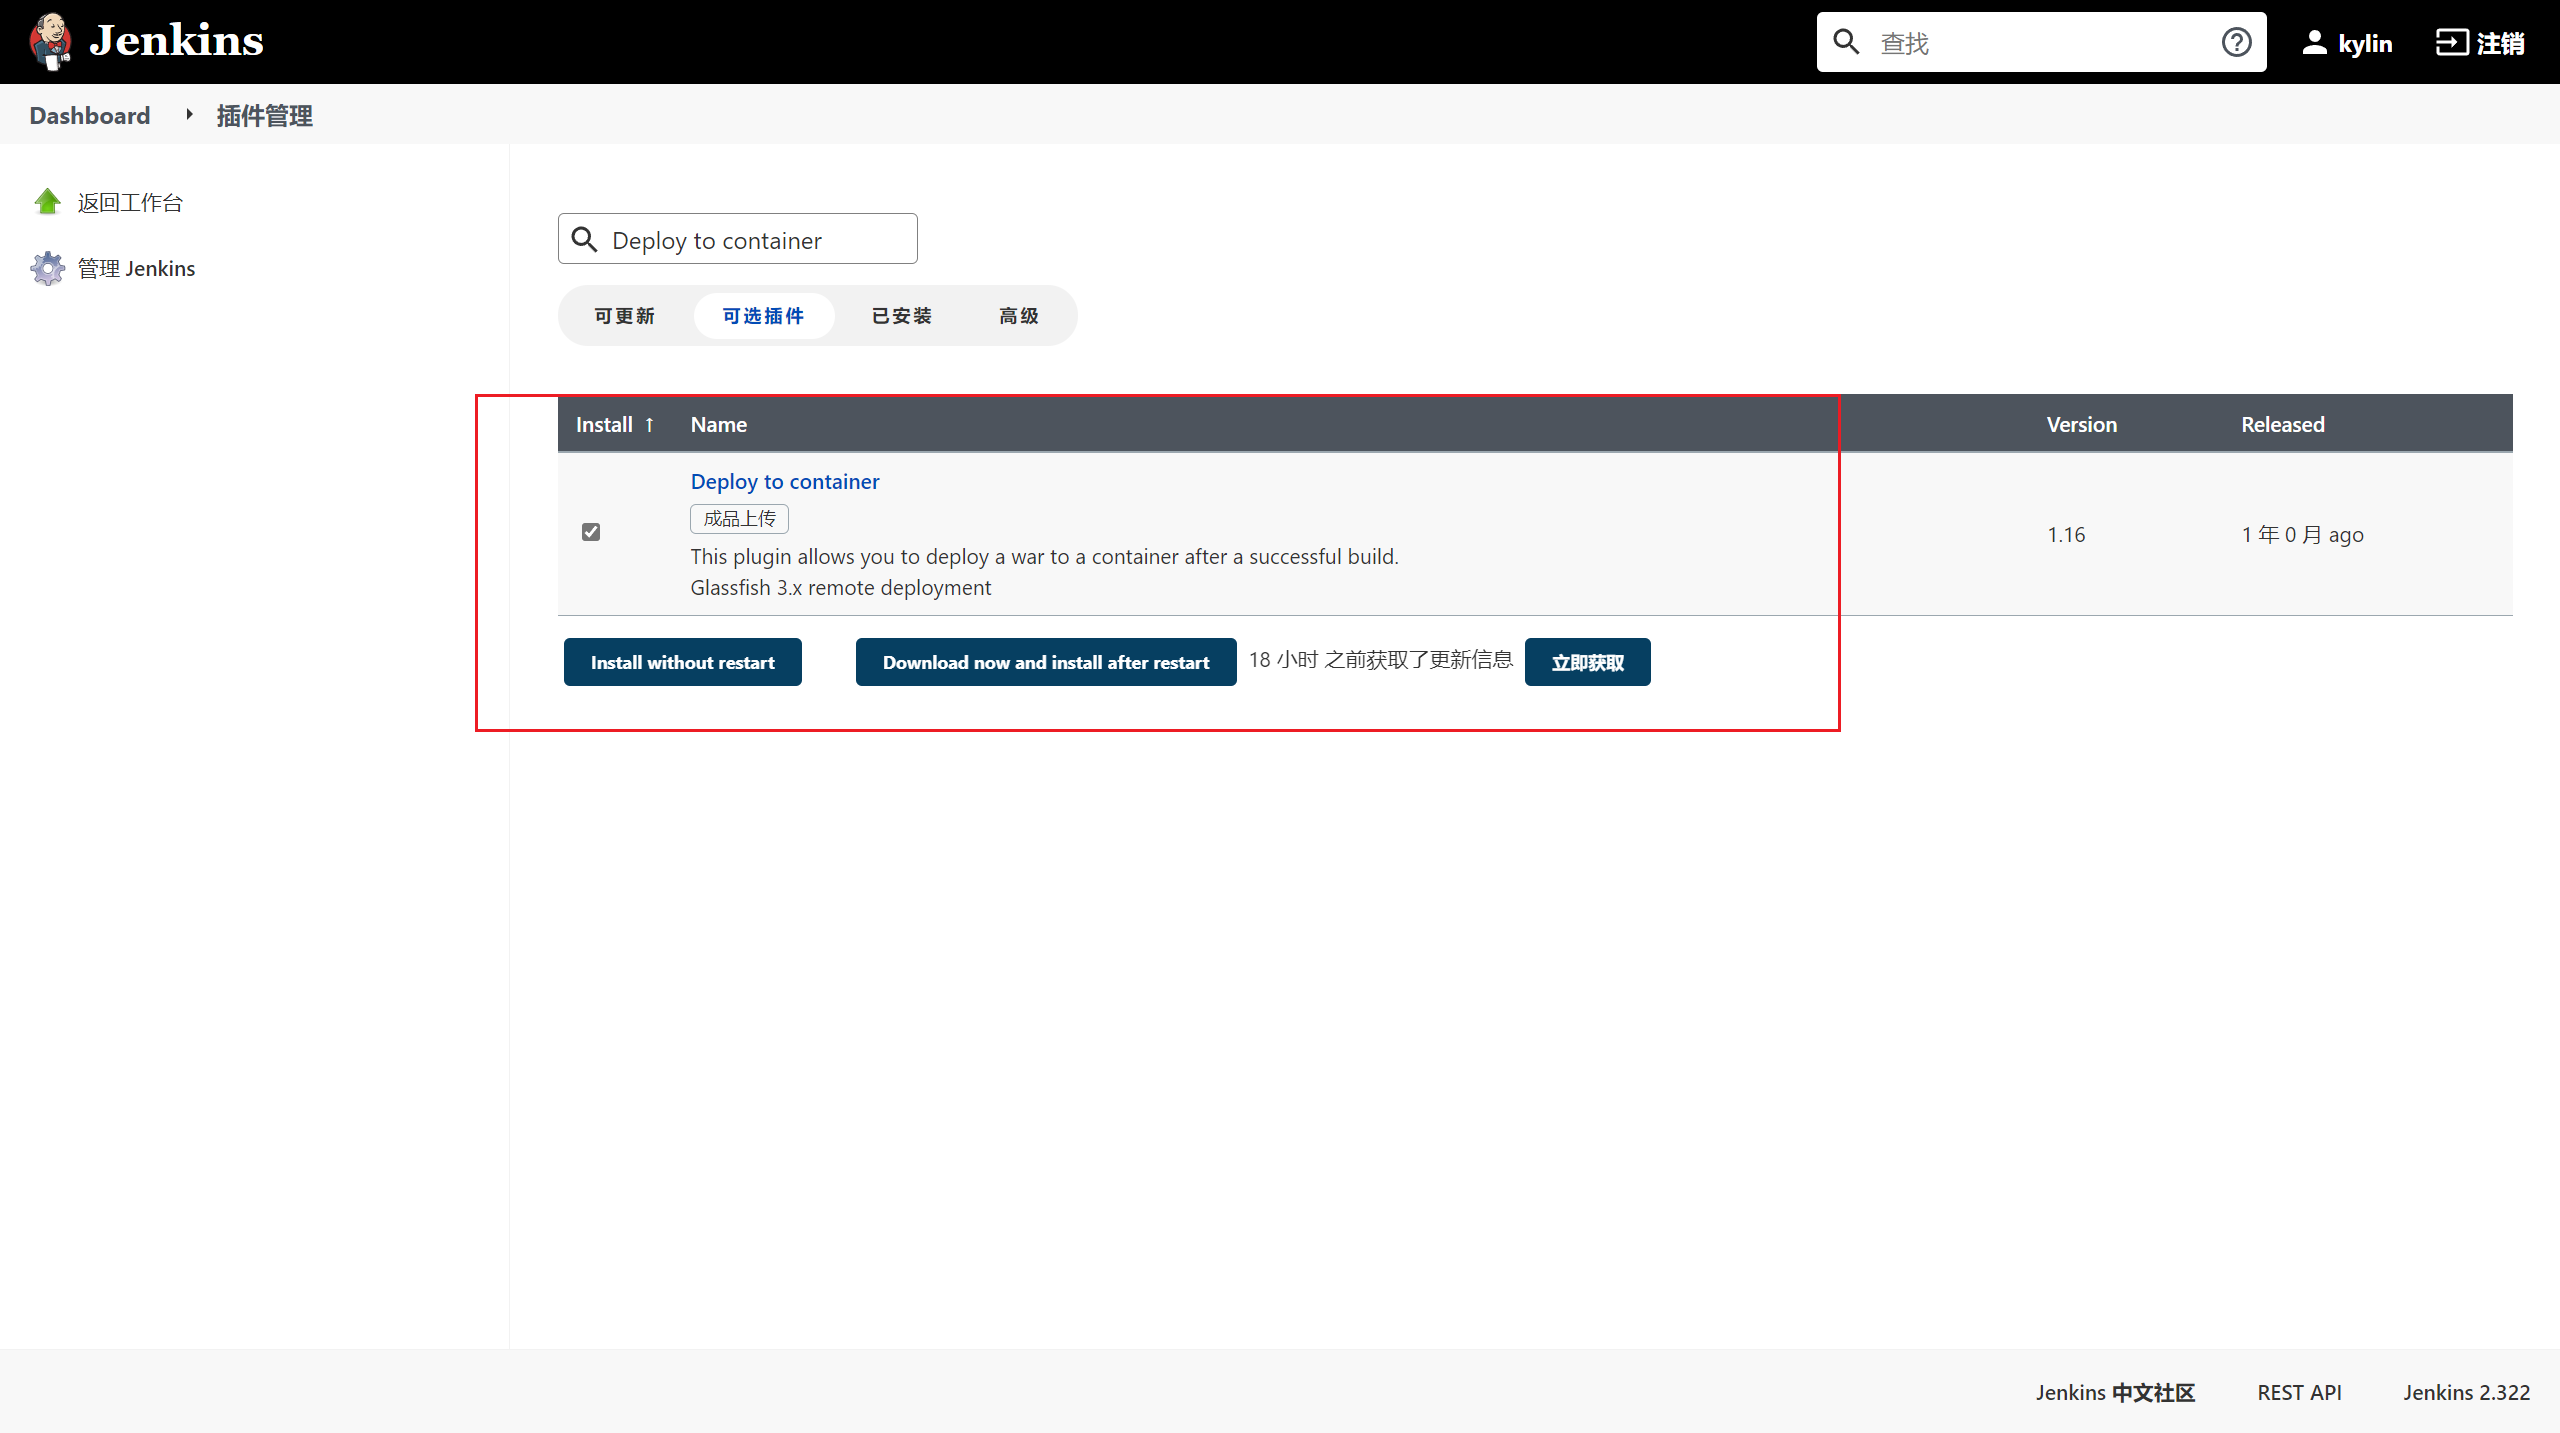 Jenkins
查找
kylin
注销
Dashboard
插件管理
返回工作台
管理 Jenkins
Deploy to container
可更新
可选插件
已安装
高级
Install ↑
Name
Version
Released
Deploy to container
成品上传
This plugin allows you to deploy a war to a container after a successful build.
Glassfish 3.x remote deployment
1.16
1 年 0 月 ago
Install without restart
Download now and install after restart
18 小时 之前获取了更新信息
立即获取
Jenkins 中文社区
REST API
Jenkins 2.322